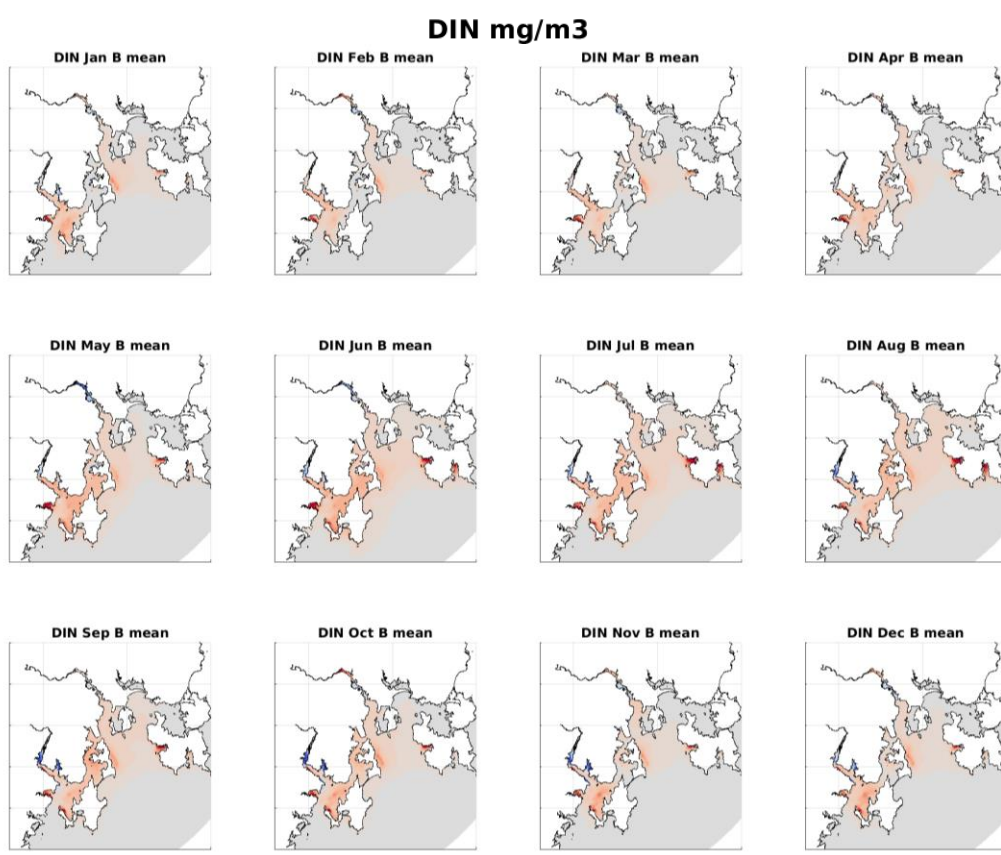 DIN mg/m3
DIN Jan B mean
DIN Feb B mean
DIN Mar B mean
DIN Apr B mean
DIN May B mean
DIN Jun B mean
DIN Jul B mean
DIN Aug B mean
DIN Sep B mean
DIN Oct B mean
DIN Nov B mean
DIN Dec B mean